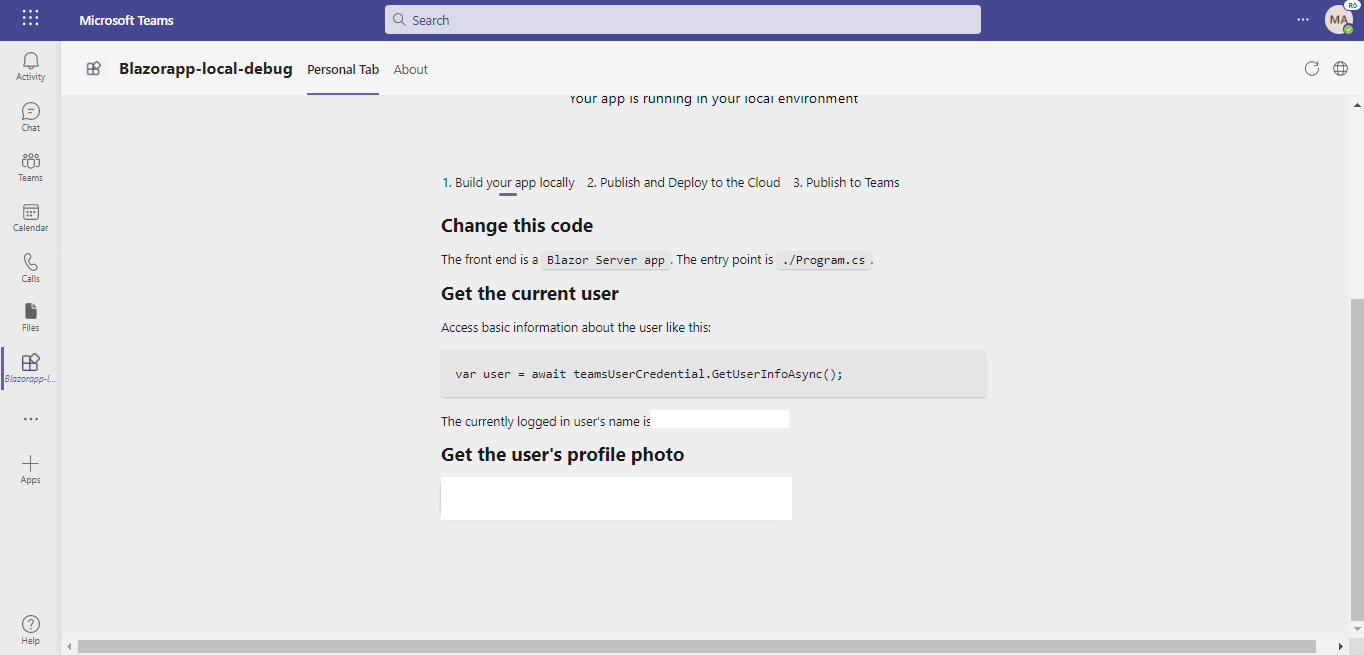 Microsoft Teams
Search
MA
RO
Activity
Chat
Teams
Calendar
Calls
Files
Blazorapp-l...
Apps
Help
Blazorapp-local-debug Personal Tab About
Your app is running in your local environment
1. Build your app locally 2. Publish and Deploy to the Cloud 3. Publish to Teams
Change this code
The front end is a Blazor Server app. The entry point is ./Program.cs.
Get the current user
Access basic information about the user like this:
var user = await teamsUserCredential.GetUserInfoAsync();
The currently logged in user's name is
Get the user's profile photo